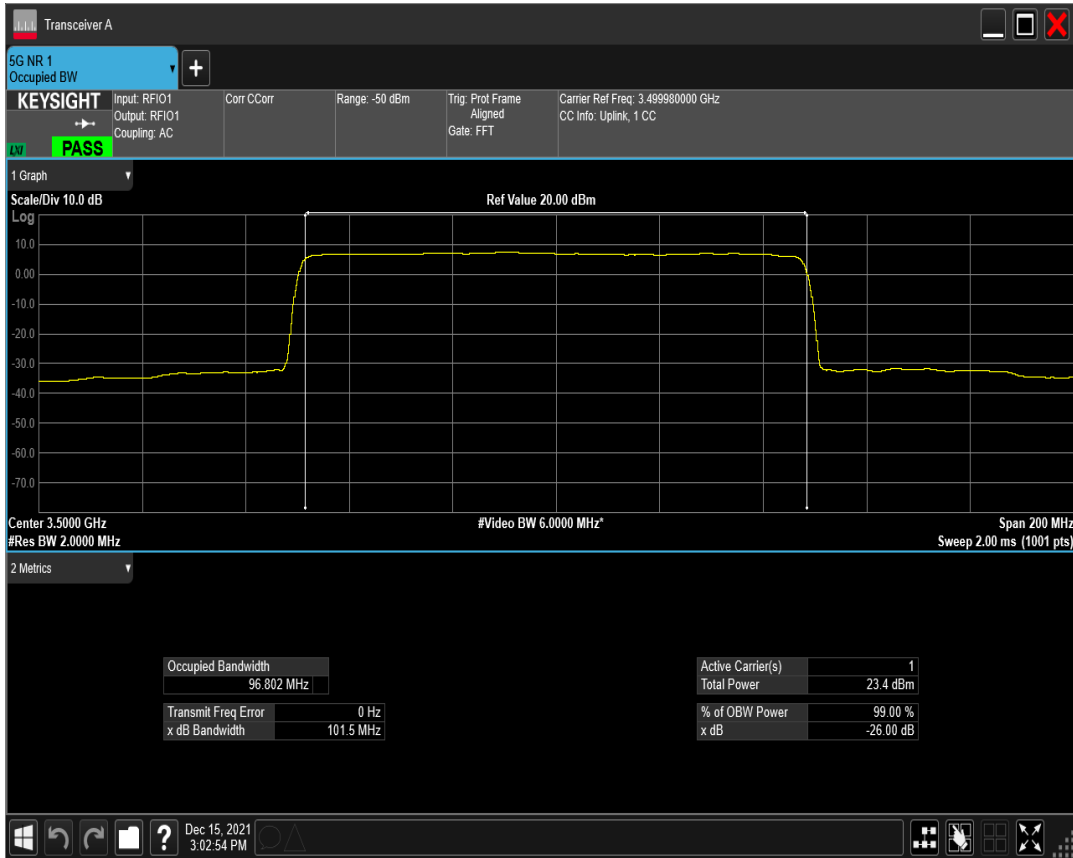 Transceiver A
5G NR 1
Occupied BW
+
KEYSIGHT
Input: RFIO1
Output: RFIO1
Coupling: AC
Corr CCorr
Range: -50 dBm
Trig: Prot Frame
Aligned
Gate: FFT
Carrier Ref Freq: 3.499980000 GHz
CC Info: Uplink, 1 CC
LXI
PASS
1 Graph
Scale/Div 10.0 dB
Ref Value 20.00 dBm
Log
10.0
0.00
-10.0
-20.0
-30.0
-40.0
-50.0
-60.0
-70.0
Center 3.5000 GHz
#Video BW 6.0000 MHz*
Span 200 MHz
#Res BW 2.0000 MHz
Sweep 2.00 ms (1001 pts)
2 Metrics
Occupied Bandwidth
96.802 MHz
Transmit Freq Error 0 Hz
x dB Bandwidth 101.5 MHz
Active Carrier(s) 1
Total Power 23.4 dBm
% of OBW Power 99.00 %
x dB -26.00 dB
?
Dec 15, 2021
3:02:54 PM